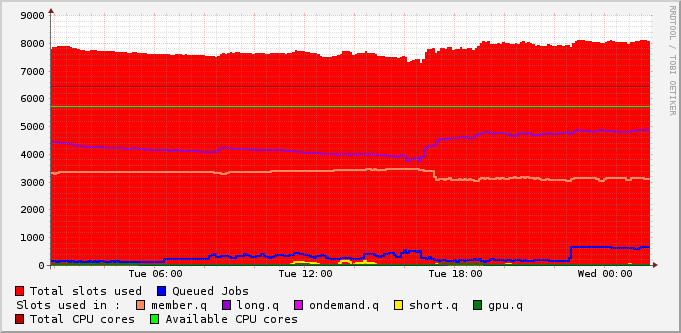 RRDTOOL / TOBI OETIKER
9000
8000
7000
6000
5000
4000
3000
2000
1000
0
Tue 06:00 Tue 12:00 Tue 18:00 Wed 00:00
Total slots used Queued Jobs
Slots used in : member.q long.q ondemand.q short.q gpu.q
Total CPU cores Available CPU cores